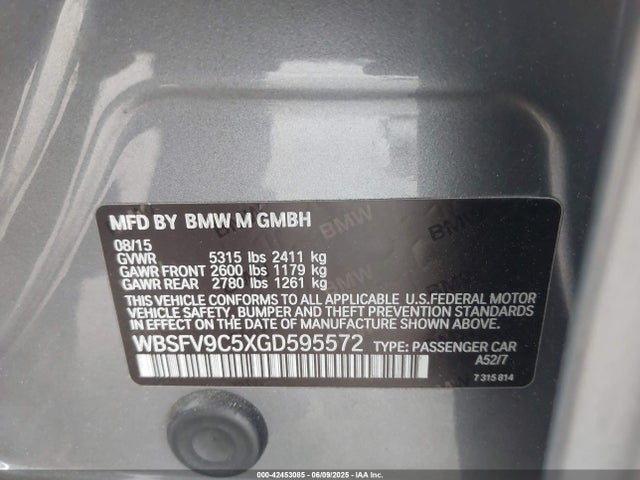 MFD BY BMW M GMBH
08/15
GVWR 5315 lbs 2411 kg
GAWR FRONT 2600 lbs 1179 kg
GAWR REAR 2780 lbs 1261 kg
THIS VEHICLE CONFORMS TO ALL APPLICABLE U.S.FEDERAL MOTOR
VEHICLE SAFETY, BUMPER, AND THEFT PREVENTION STANDARDS
IN EFFECT ON THE DATE OF MANUFACTURE SHOWN ABOVE.
WBSFV9C5XGD595572 TYPE: PASSENGER CAR
A52/7
7 315 814
000-42453085 - 06/09/2025 - IAA Inc.